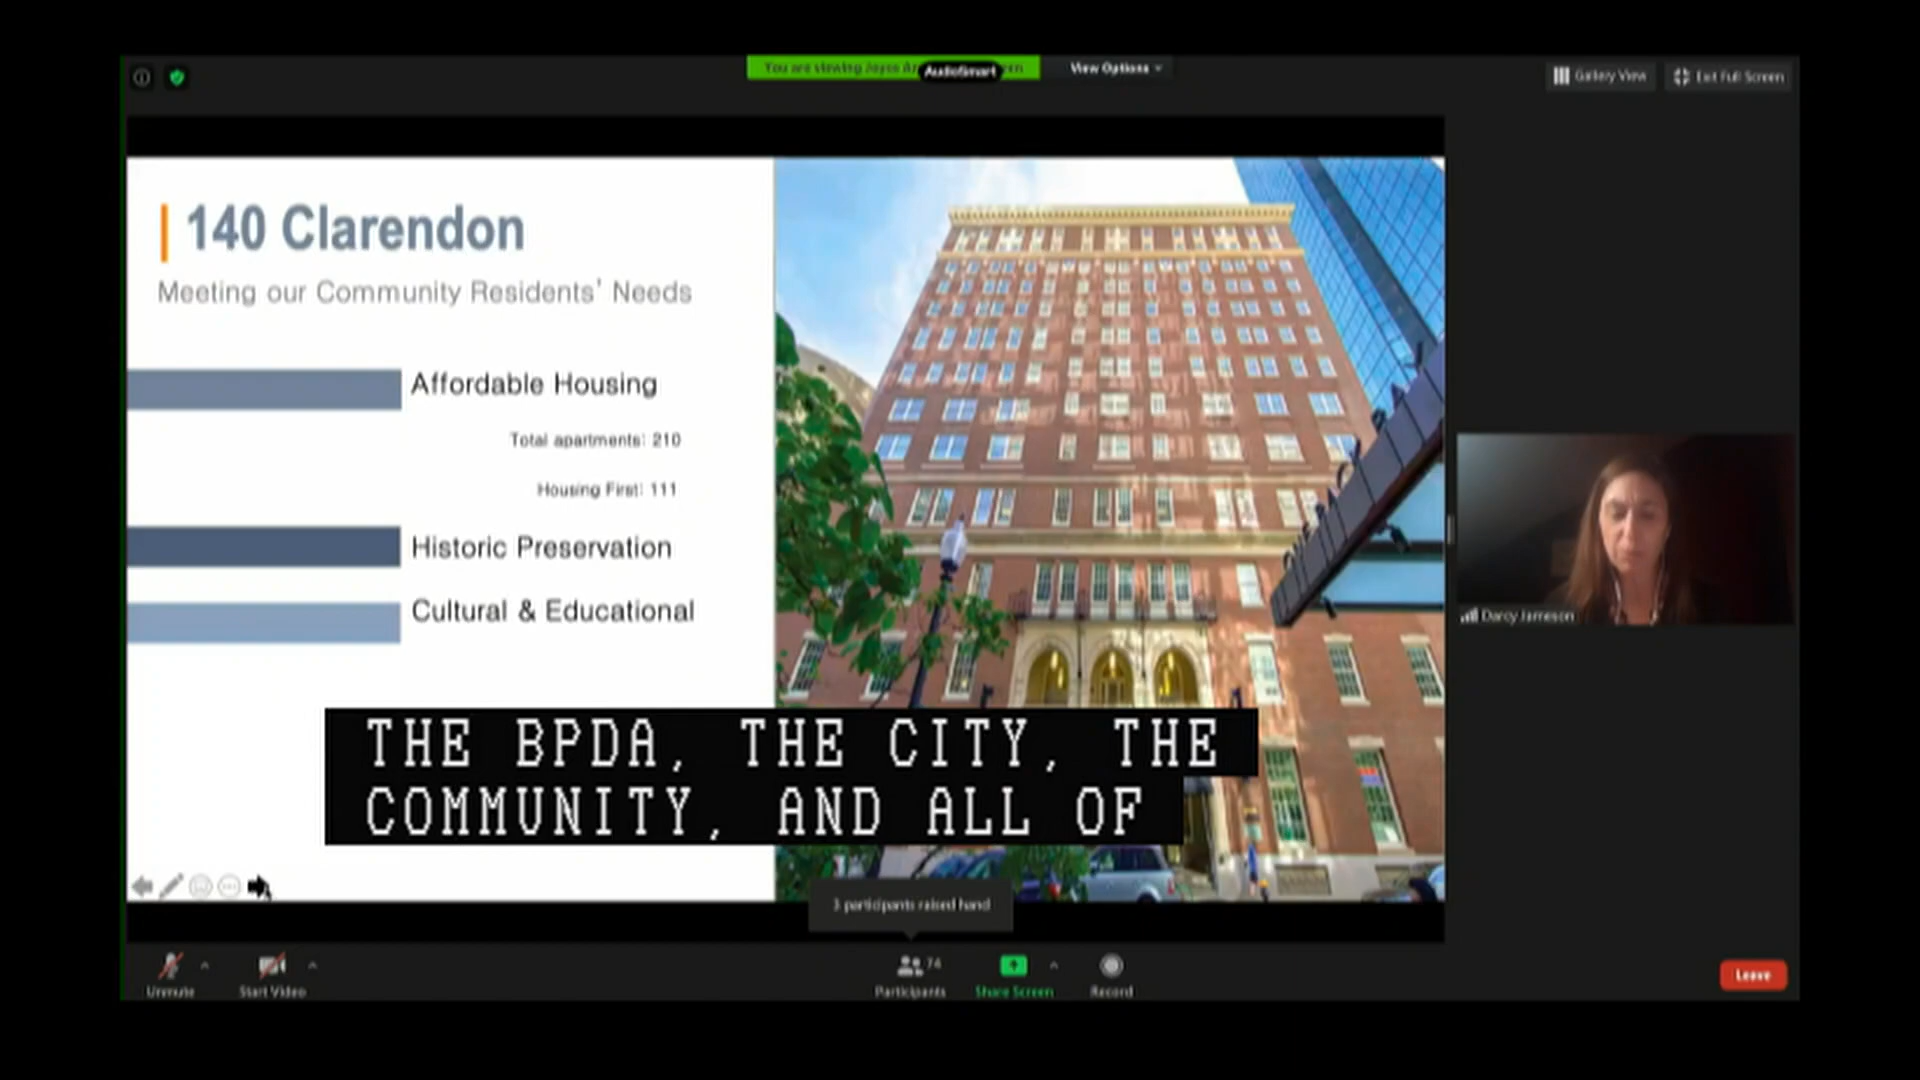 You are viewing Joyce
AudioSmart
View Options
Gallery View
Exit Full Screen
140 Clarendon
Meeting our Community Residents' Needs
Affordable Housing
Total apartments: 210
Housing First: 111
Historic Preservation
Cultural & Educational
Darcy Jameson
THE BPDA, THE CITY, THE
COMMUNITY, AND ALL OF
3 participants raised hand
Unmute
Start Video
74
Participants
Share Screen
Record
Leave